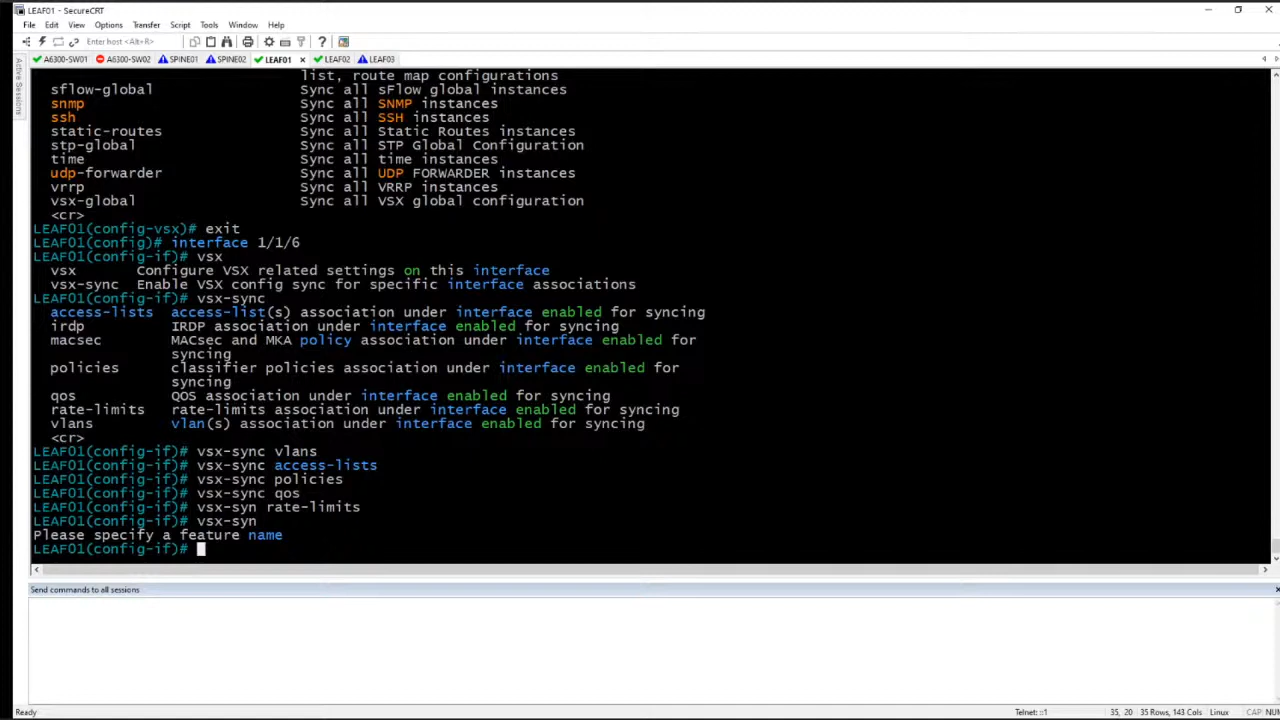 LEAF01 - SecureCRT
File Edit View Options Transfer Script Tools Window Help
Enter host <Alt+R>
A6300-SW01 A6300-SW02 SPINE01 SPINE02 LEAF01 LEAF02 LEAF03
Active Sessions
list, route map configurations
sflow-global Sync all sFlow global instances
snmp Sync all SNMP instances
ssh Sync all SSH instances
static-routes Sync all Static Routes instances
stp-global Sync all STP Global Configuration
time Sync all time instances
udp-forwarder Sync all UDP FORWARDER instances
vrrp Sync all VRRP instances
vsx-global Sync all VSX global configuration
<cr>
LEAF01(config-vsx)# exit
LEAF01(config)# interface 1/1/6
LEAF01(config-if)# vsx
vsx Configure VSX related settings on this interface
vsx-sync Enable VSX config sync for specific interface associations
LEAF01(config-if)# vsx-sync
access-lists access-list(s) association under interface enabled for syncing
irdp IRDP association under interface enabled for syncing
macsec MACsec and MKA policy association under interface enabled for
syncing
policies classifier policies association under interface enabled for
syncing
qos QOS association under interface enabled for syncing
rate-limits rate-limits association under interface enabled for syncing
vlans vlan(s) association under interface enabled for syncing
<cr>
LEAF01(config-if)# vsx-sync vlans
LEAF01(config-if)# vsx-sync access-lists
LEAF01(config-if)# vsx-sync policies
LEAF01(config-if)# vsx-sync qos
LEAF01(config-if)# vsx-syn rate-limits
LEAF01(config-if)# vsx-syn
Please specify a feature name
LEAF01(config-if)#
Send commands to all sessions
Ready Telnet: ::1 35, 20 35 Rows, 143 Cols Linux CAP NUM